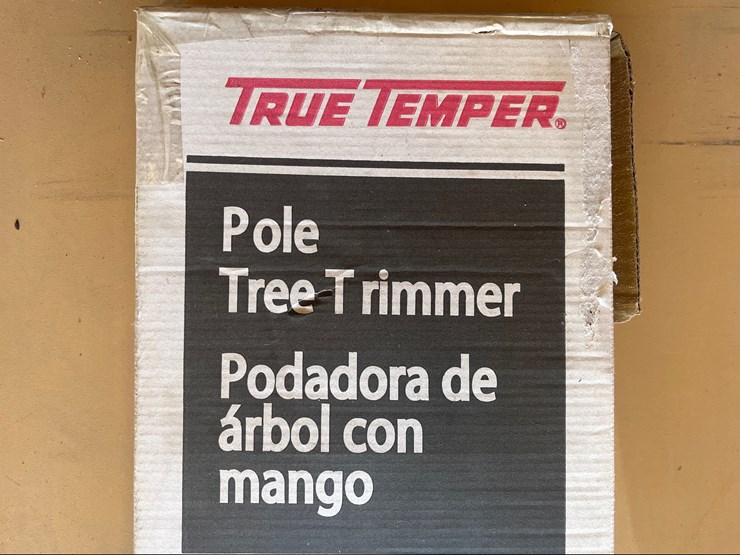 TRUE TEMPER®
Pole
Tree Trimmer
Podadora de
árbol con
mango